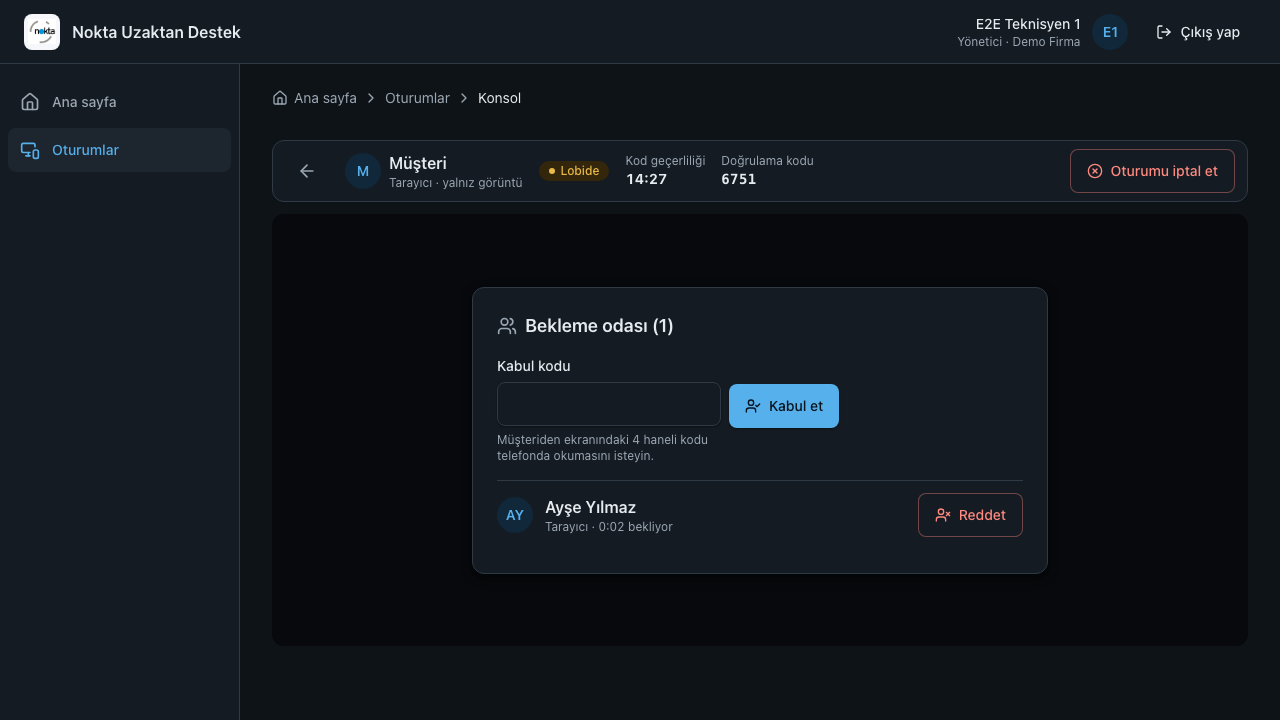 nokta
Nokta Uzaktan Destek
E2E Teknisyen 1
Yönetici · Demo Firma
E1
Çıkış yap
Ana sayfa
Oturumlar
Ana sayfa
Oturumlar
Konsol
M
Müşteri
Tarayıcı · yalnız görüntü
Lobide
Kod geçerliliği
14:27
Doğrulama kodu
6751
Oturumu iptal et
Bekleme odası (1)
Kabul kodu
Kabul et
Müşteriden ekranındaki 4 haneli kodu
telefonda okumasını isteyin.
AY
Ayşe Yılmaz
Tarayıcı · 0:02 bekliyor
Reddet